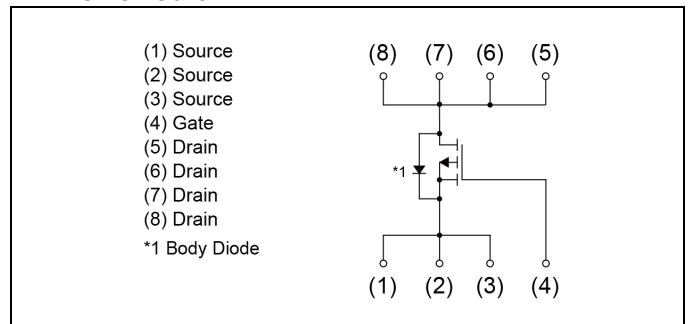 (1) Source
(2) Source
(3) Source
(4) Gate
(5) Drain
(6) Drain
(7) Drain
(8) Drain
*1 Body Diode
(8) (7) (6) (5)
*1
(1) (2) (3) (4)